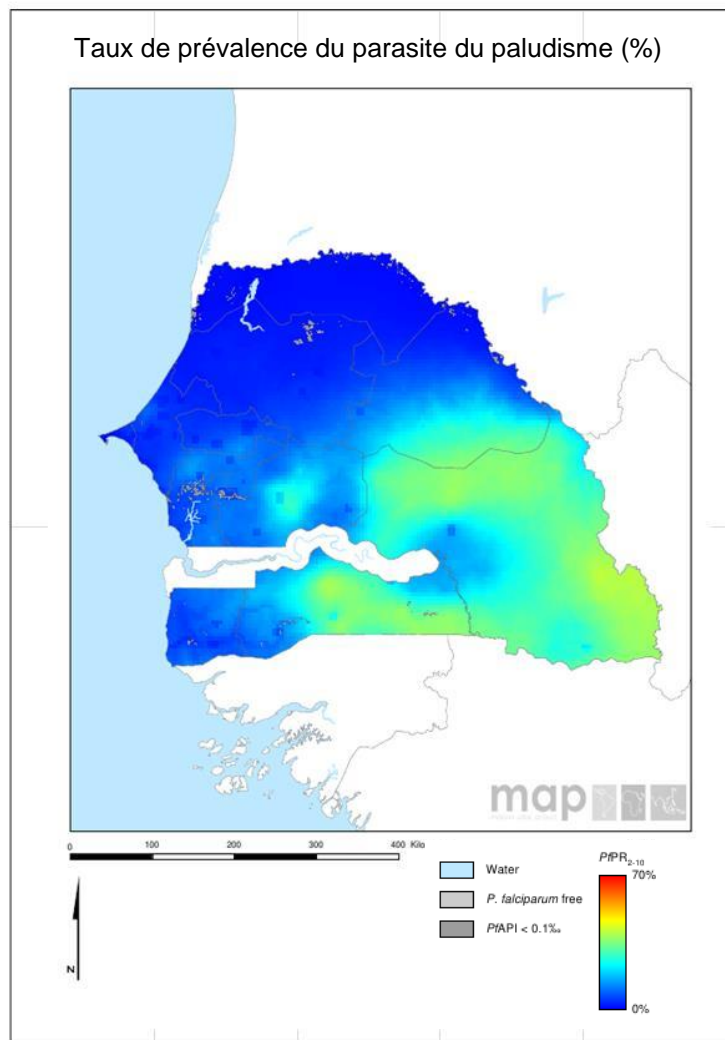 Taux de prévalence du parasite du paludisme (%)
map
0 100 200 300 400 Kilo
Water
P. falciparum free
PfAPI < 0.1‰
PfPR2-10
70%
0%
N